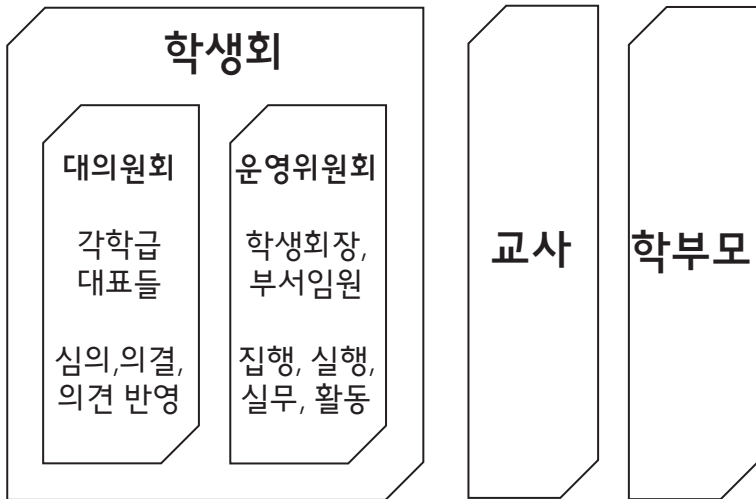 학생회
대의원회
각학급
대표들
심의,의결,
의견 반영
운영위원회
학생회장,
부서임원
집행, 실행,
실무, 활동
교사
학부모